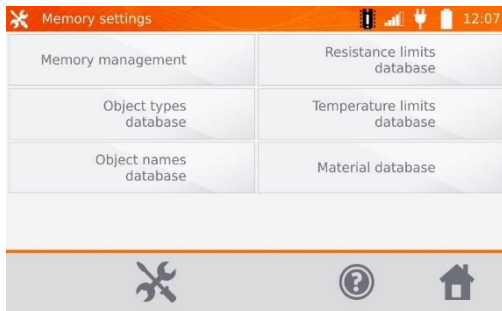 Memory settings
12:07
Memory management
Resistance limits
database
Object types
database
Temperature limits
database
Object names
database
Material database
?